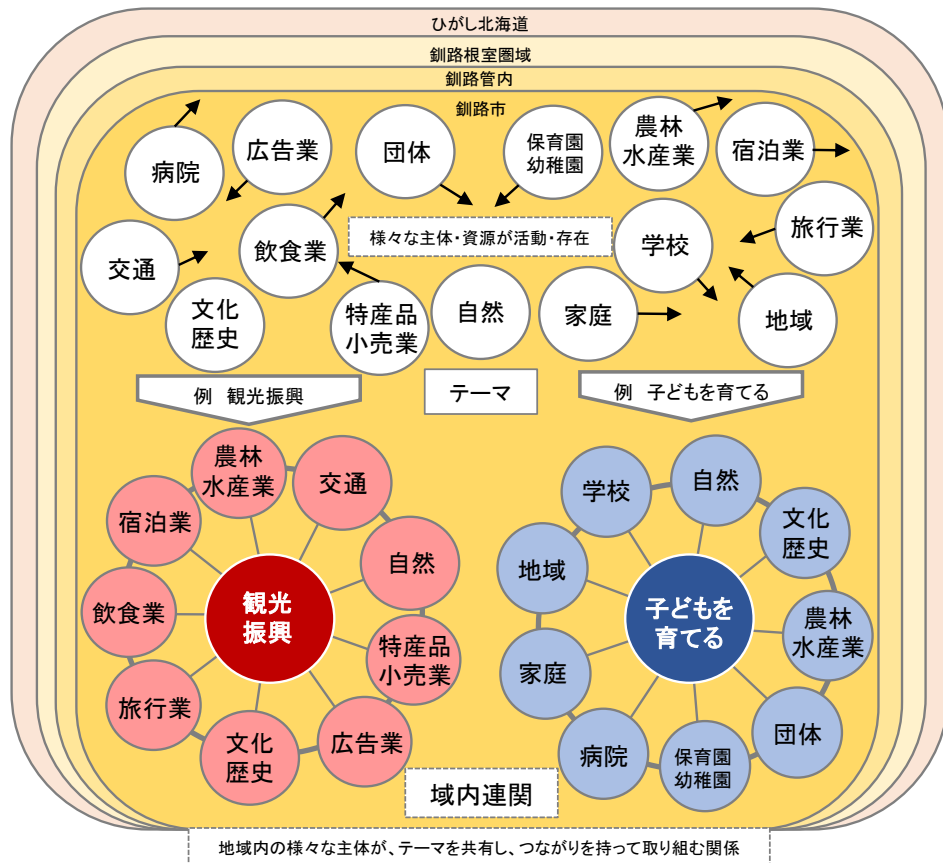 ひがし北海道
釧路根室圏域
釧路管内
釧路市
病院
広告業
団体
保育園
幼稚園
農林
水産業
宿泊業
交通
飲食業
様々な主体・資源が活動・存在
学校
旅行業
文化
歴史
特産品
小売業
自然
家庭
地域
例 観光振興
テーマ
例 子どもを育てる
農林
水産業
交通
宿泊業
自然
飲食業
観光
振興
特産品
小売業
旅行業
文化
歴史
広告業
学校
自然
地域
文化
歴史
子どもを
育てる
農林
水産業
家庭
病院
保育園
幼稚園
団体
域内連関
地域内の様々な主体が、テーマを共有し、つながりを持って取り組む関係